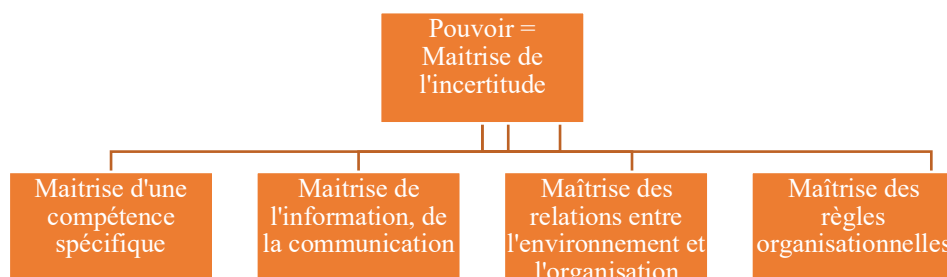 Pouvoir =
Maitrise de
l'incertitude
Maitrise d'une
compétence
spécifique
Maitrise de
l'information, de
la communication
Maîtrise des
relations entre
l'environnement et
l'organisation
Maîtrise des
règles
organisationnelles